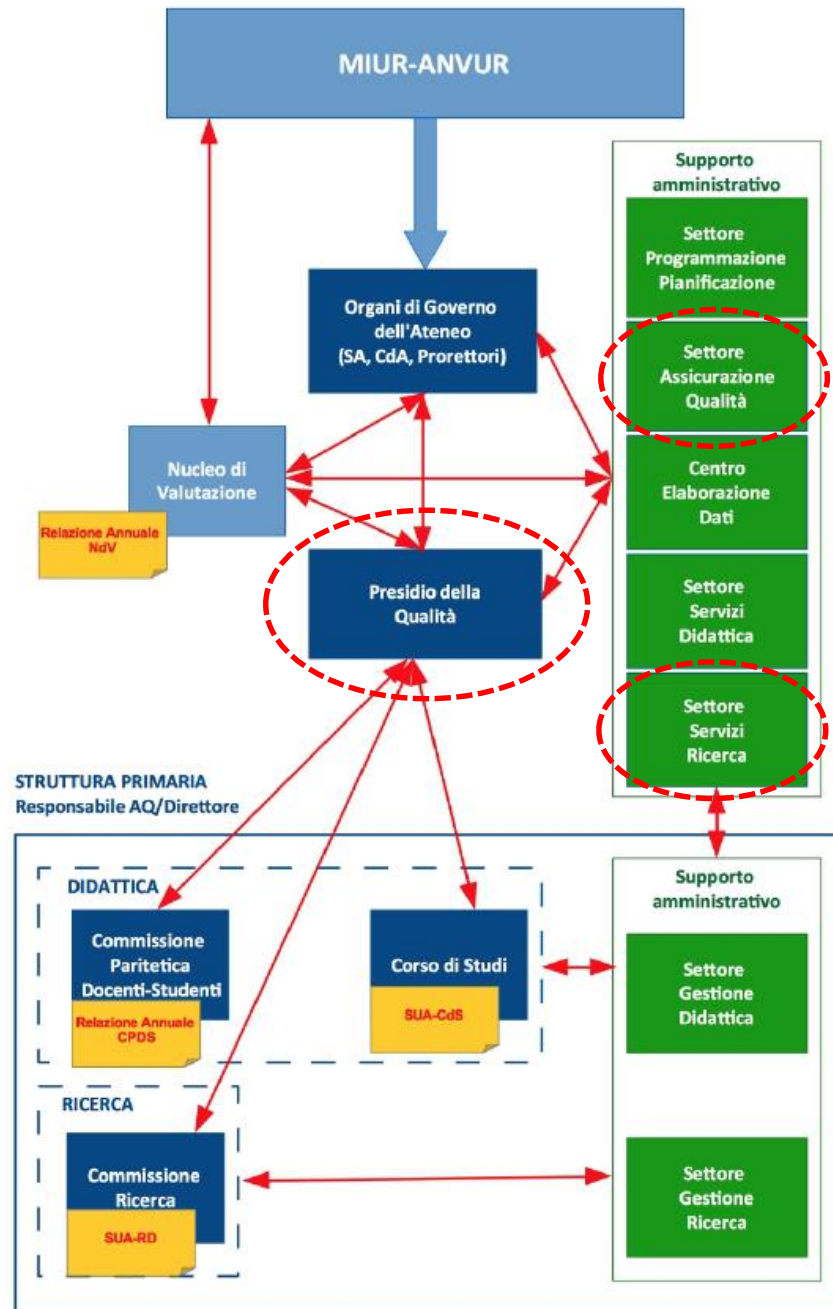 MIUR-ANVUR
Supporto
amministrativo
Settore
Programmazione
Pianificazione
Organi di Governo
dell'Ateneo
(SA, CdA, Prorettori)
Settore
Assicurazione
Qualità
Nucleo di
Valutazione
Relazione Annuale
NdV
Centro
Elaborazione
Dati
Presidio della
Qualità
Settore
Servizi
Didattica
Settore
Servizi
Ricerca
STRUTTURA PRIMARIA
Responsabile AQ/Direttore
DIDATTICA
Commissione
Paritetica
Docenti-Studenti
Relazione Annuale
CPDS
Corso di Studi
SUA-CdS
Supporto
amministrativo
Settore
Gestione
Didattica
RICERCA
Commissione
Ricerca
SUA-RD
Settore
Gestione
Ricerca